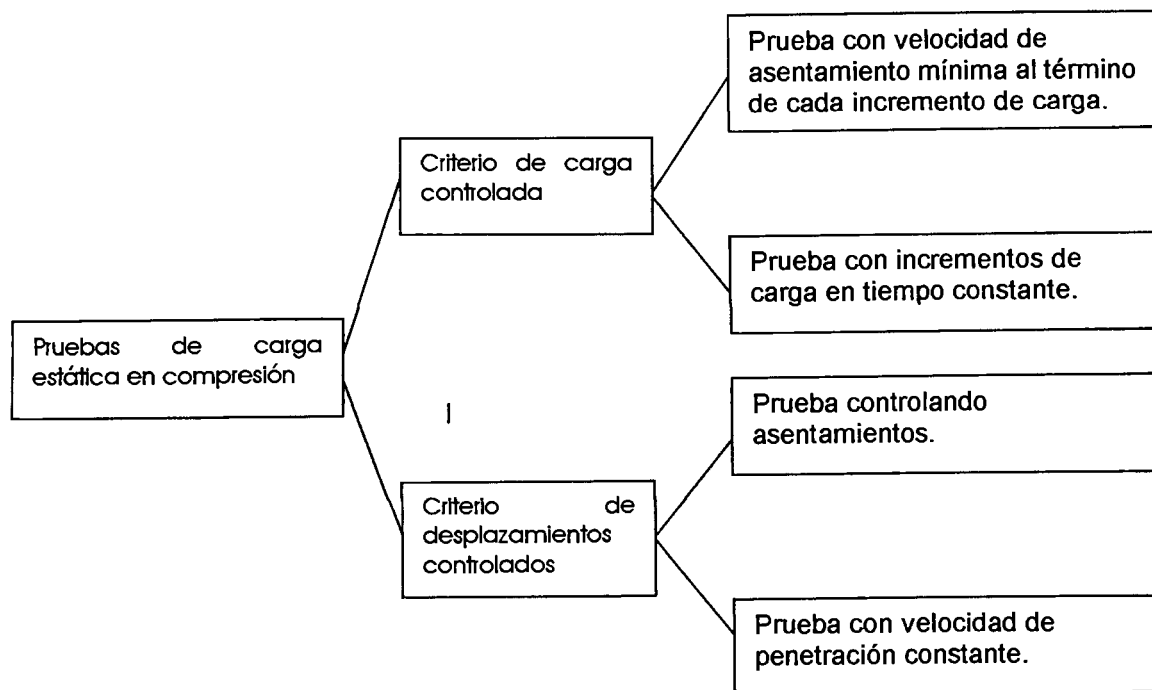 Pruebas de carga
estática en compresión
Criterio de carga
controlada
Prueba con velocidad de
asentamiento mínima al término
de cada incremento de carga.
Prueba con incrementos de
carga en tiempo constante.
Criterio de
desplazamientos
controlados
Prueba controlando
asentamientos.
Prueba con velocidad de
penetración constante.